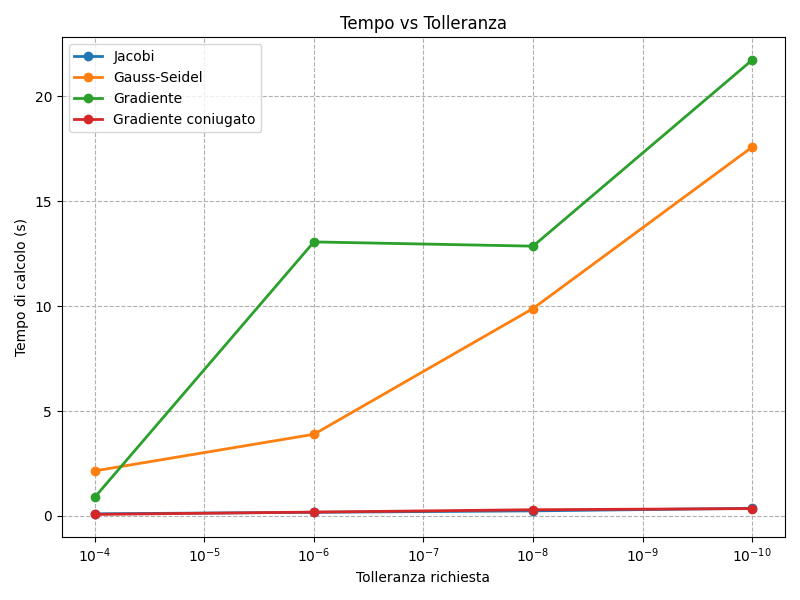 Tempo vs Tolleranza
Jacobi
Gauss-Seidel
Gradiente
Gradiente coniugato
Tempo di calcolo (s)
20
15
10
5
0
10⁻⁴ 10⁻⁵ 10⁻⁶ 10⁻⁷ 10⁻⁸ 10⁻⁹ 10⁻¹⁰
Tolleranza richiesta